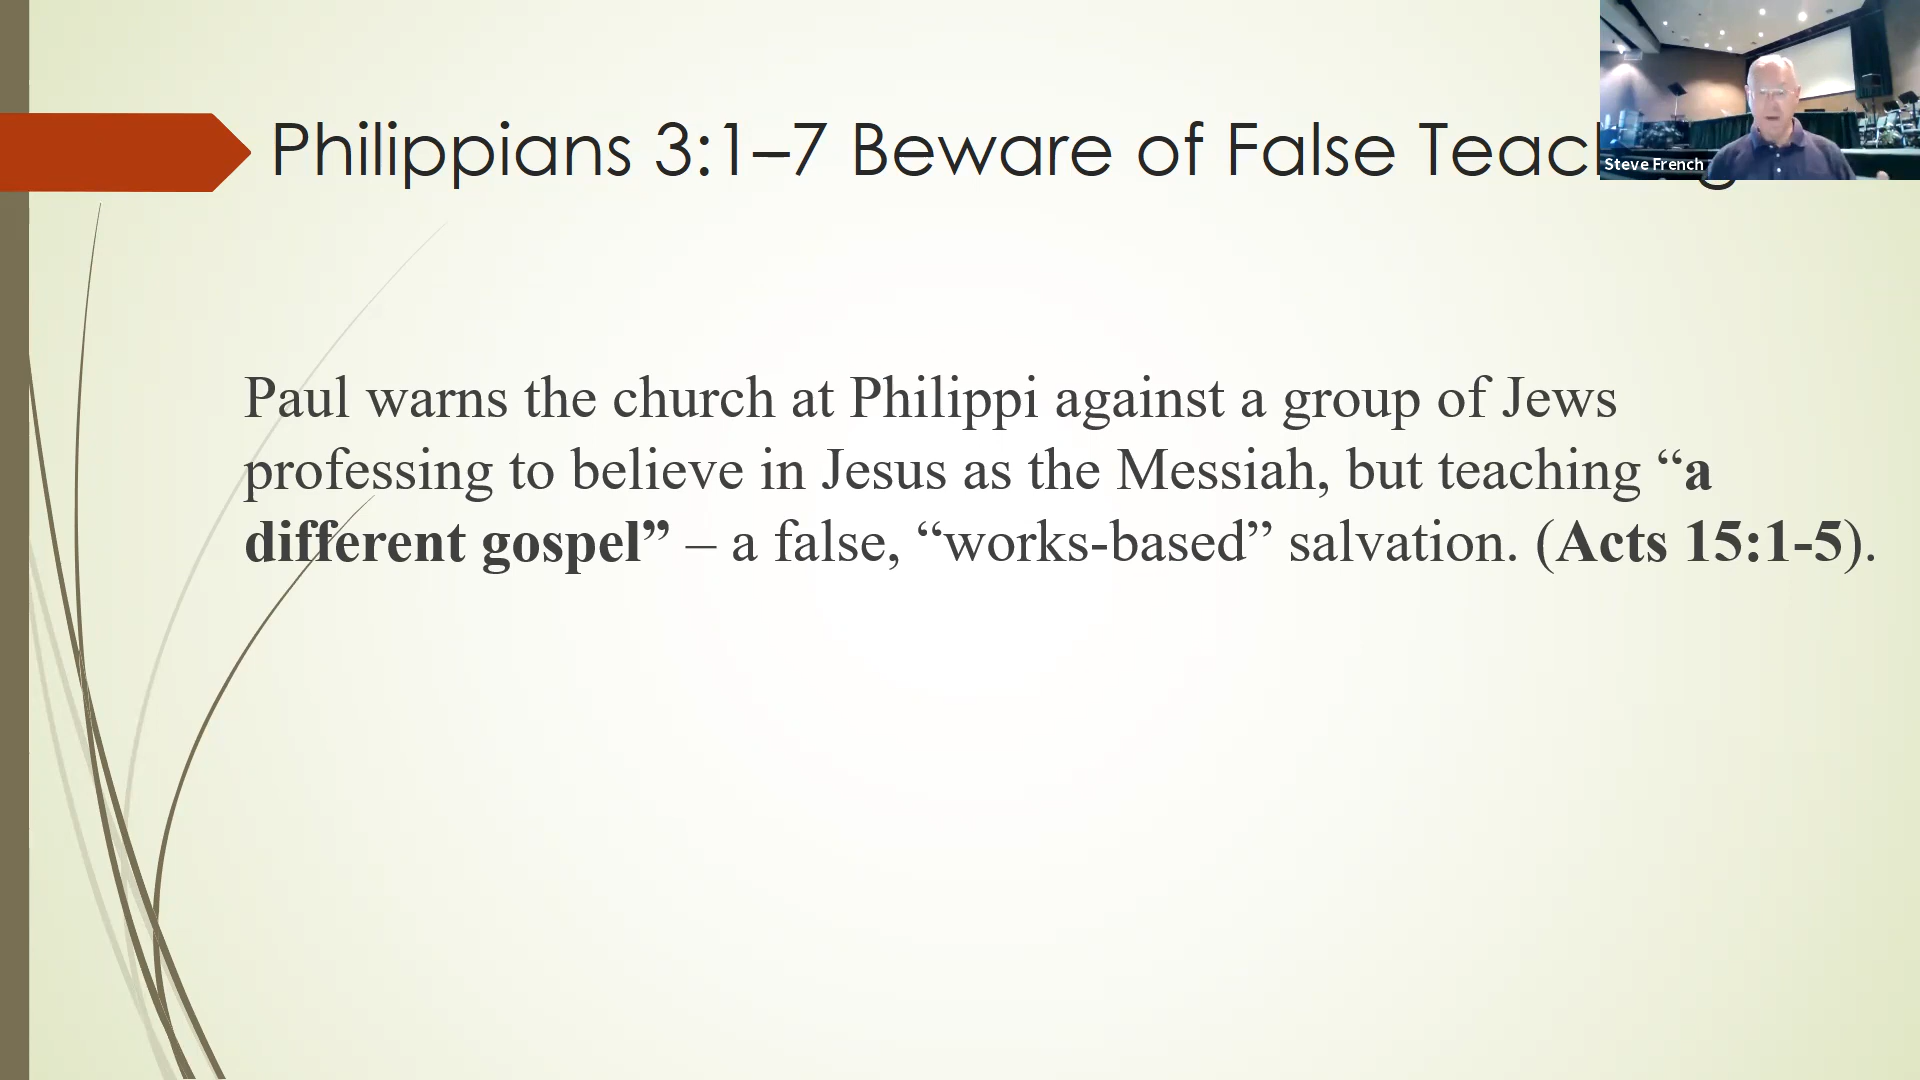 Philippians 3:1–7 Beware of False
Steve French
Paul warns the church at Philippi against a group of Jews
professing to believe in Jesus as the Messiah, but teaching “a
different gospel” – a false, “works-based” salvation. (Acts 15:1-5).